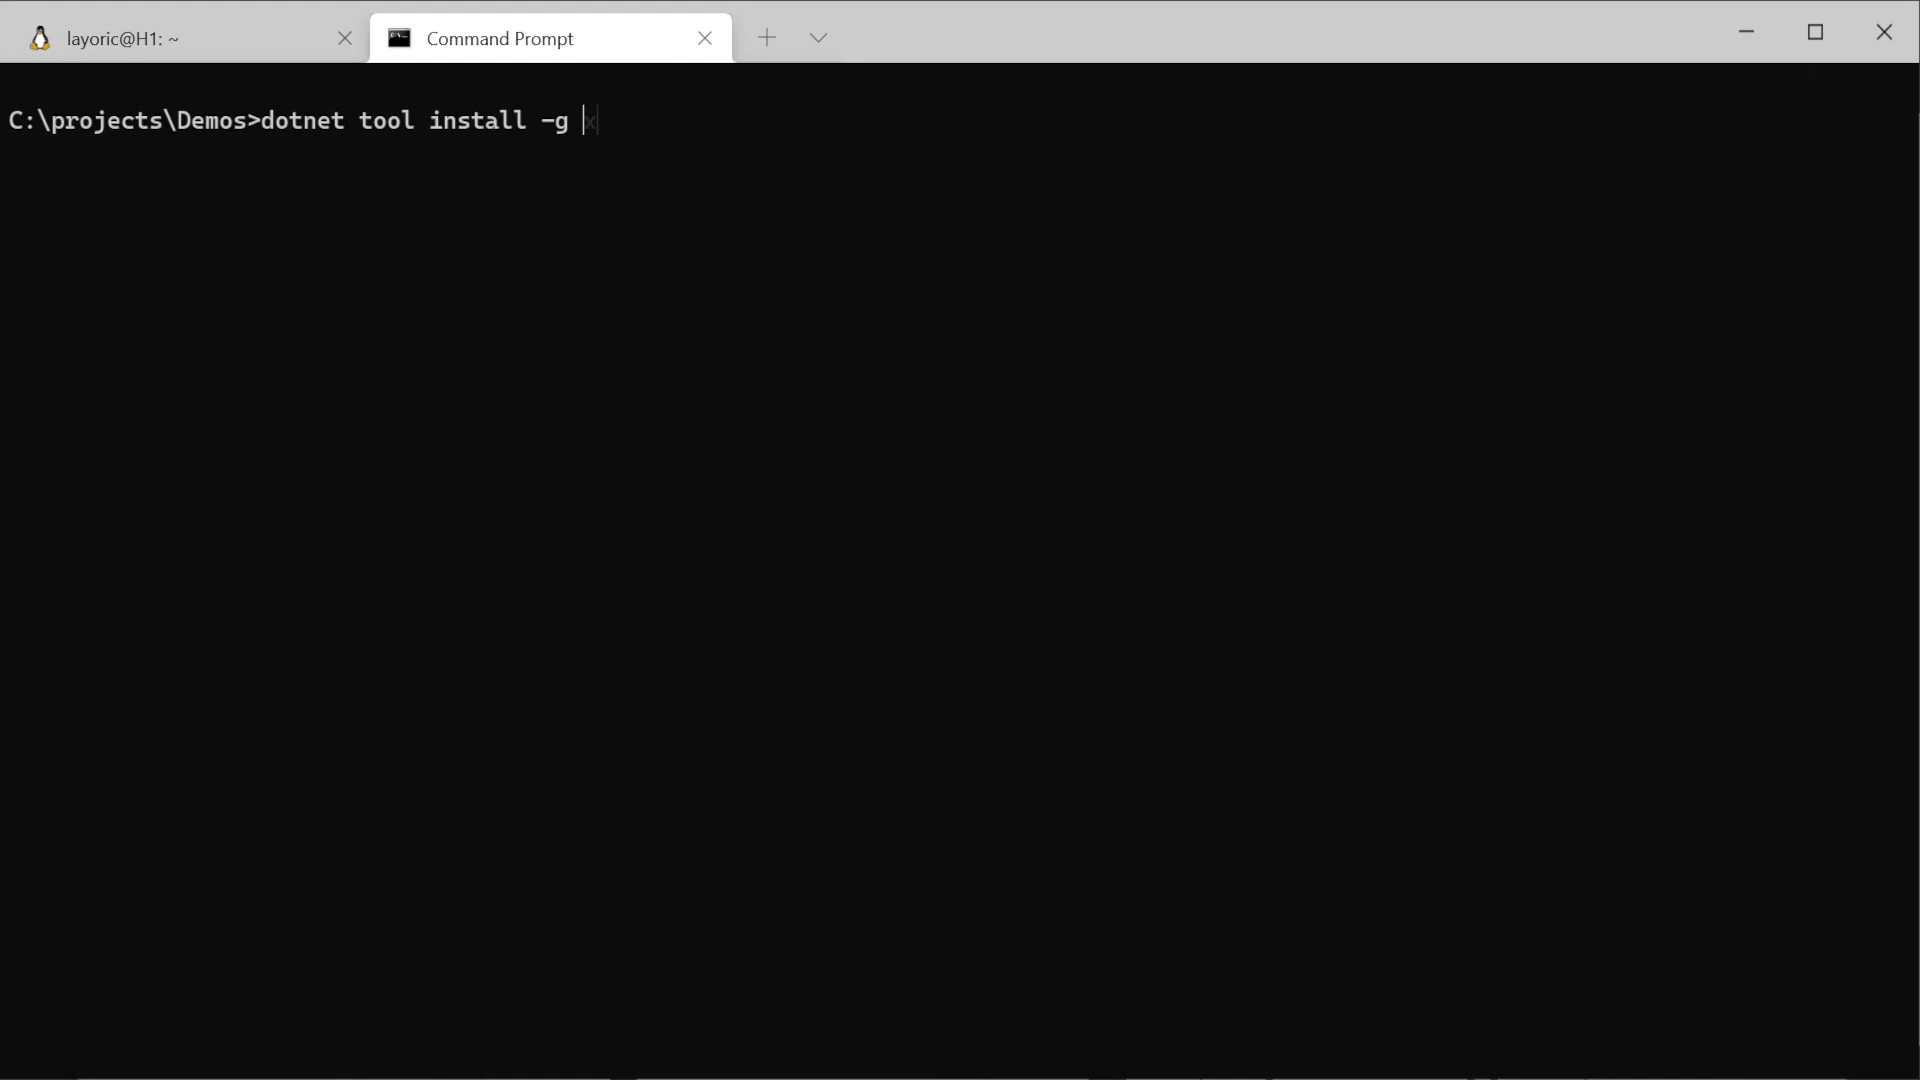 layoric@H1: ~
Command Prompt
C:\projects\Demos>dotnet tool install -g x